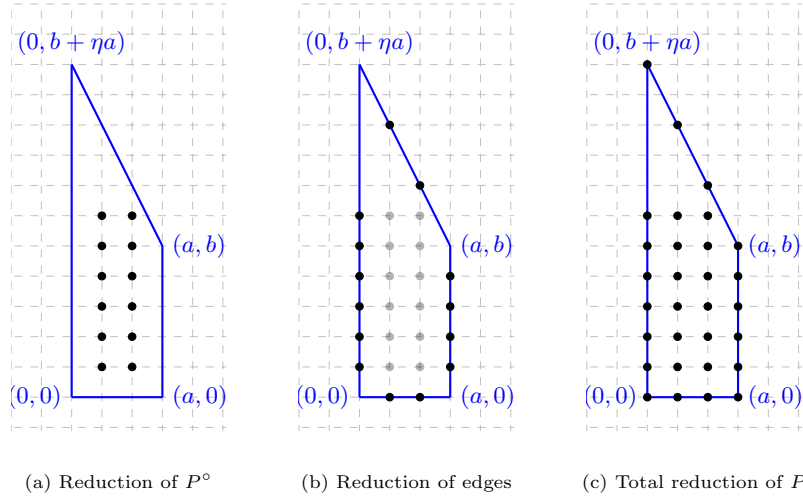 (0, b + ηa) (0, b + ηa) (0, b + ηa)
(a, b) (a, b) (a, b)
(0, 0) (a, 0) (0, 0) (a, 0) (0, 0) (a, 0)
(a) Reduction of P° (b) Reduction of edges (c) Total reduction of P